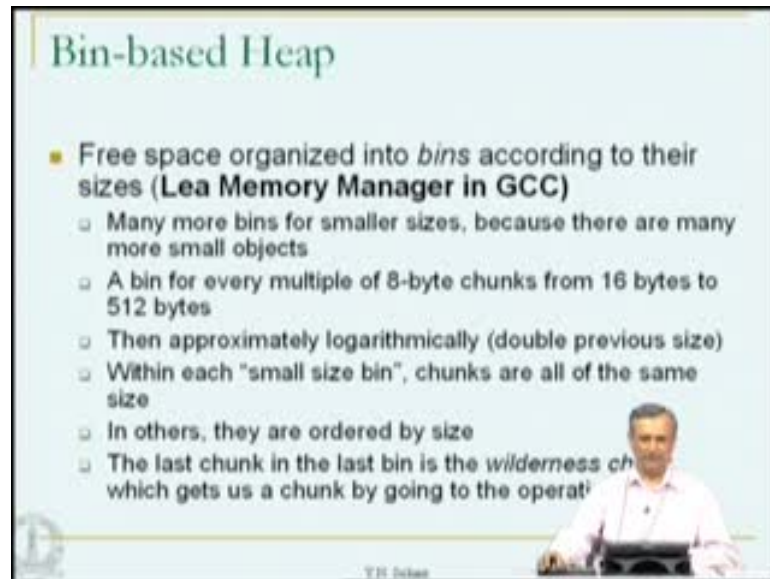 Bin-based Heap
Free space organized into bins according to their
sizes (Lea Memory Manager in GCC)
Many more bins for smaller sizes, because there are many
more small objects
A bin for every multiple of 8-byte chunks from 16 bytes to
512 bytes
Then approximately logarithmically (double previous size)
Within each "small size bin", chunks are all of the same
size
In others, they are ordered by size
The last chunk in the last bin is the wilderness ch
which gets us a chunk by going to the operati
Y.N.